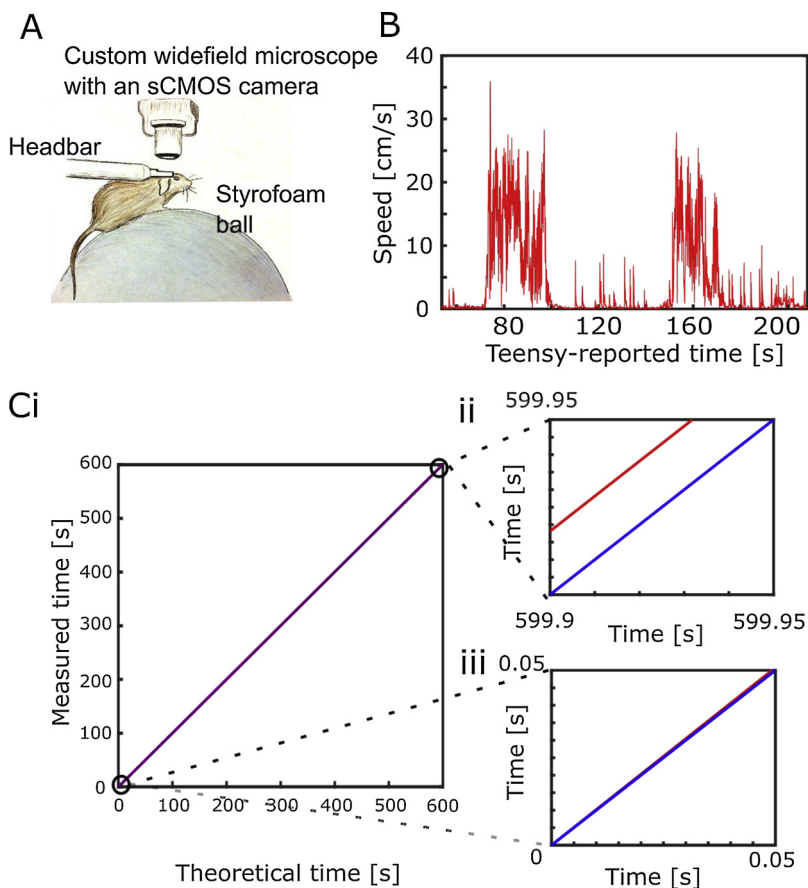 A
Custom widefield microscope
with an sCMOS camera
Headbar
Styrofoam
ball
B
Speed [cm/s]
40
30
20
10
0
80 120 160 200
Teensy-reported time [s]
Ci
Measured time [s]
600
500
400
300
200
100
0
0 100 200 300 400 500 600
Theoretical time [s]
ii
599.95
Time [s]
599.9 599.95
Time [s]
iii
0.05
Time [s]
0 0.05
Time [s]